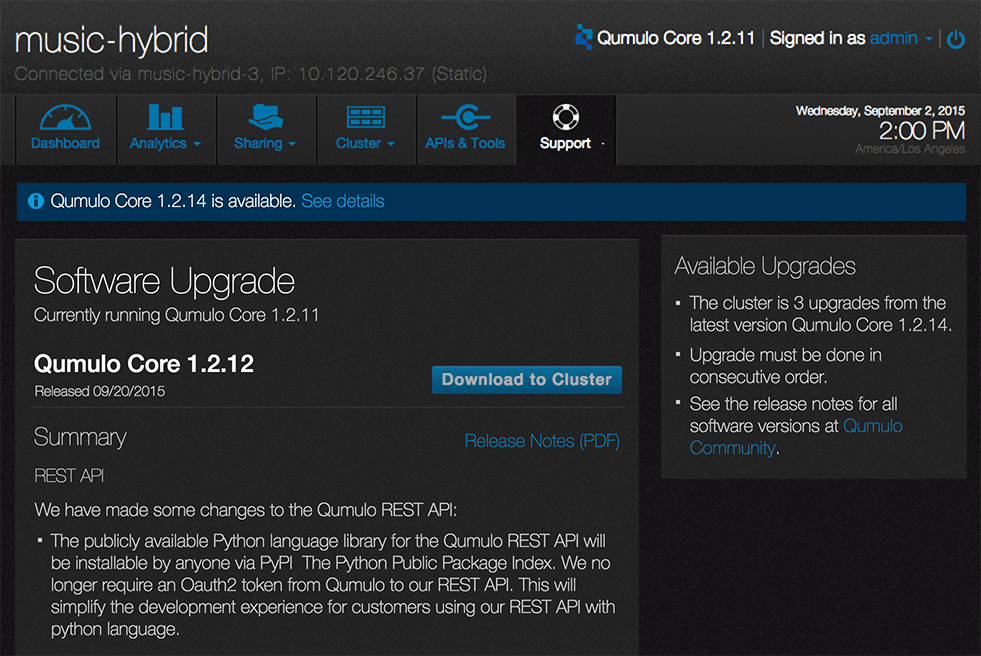 music-hybrid
Qumulo Core 1.2.11 | Signed in as admin
Connected via music-hybrid-3, IP: 10.120.246.37 (Static)
Dashboard
Analytics
Sharing
Cluster
APIs & Tools
Support
Wednesday, September 2, 2015
2:00 PM
America/Los Angeles
Qumulo Core 1.2.14 is available. See details
Software Upgrade
Currently running Qumulo Core 1.2.11
Qumulo Core 1.2.12
Released 09/20/2015
Download to Cluster
Summary
Release Notes (PDF)
REST API
We have made some changes to the Qumulo REST API:
• The publicly available Python language library for the Qumulo REST API will
be installable by anyone via PyPI The Python Public Package Index. We no
longer require an Oauth2 token from Qumulo to our REST API. This will
simplify the development experience for customers using our REST API with
python language.
Available Upgrades
• The cluster is 3 upgrades from the
latest version Qumulo Core 1.2.14.
• Upgrade must be done in
consecutive order.
• See the release notes for all
software versions at Qumulo
Community.